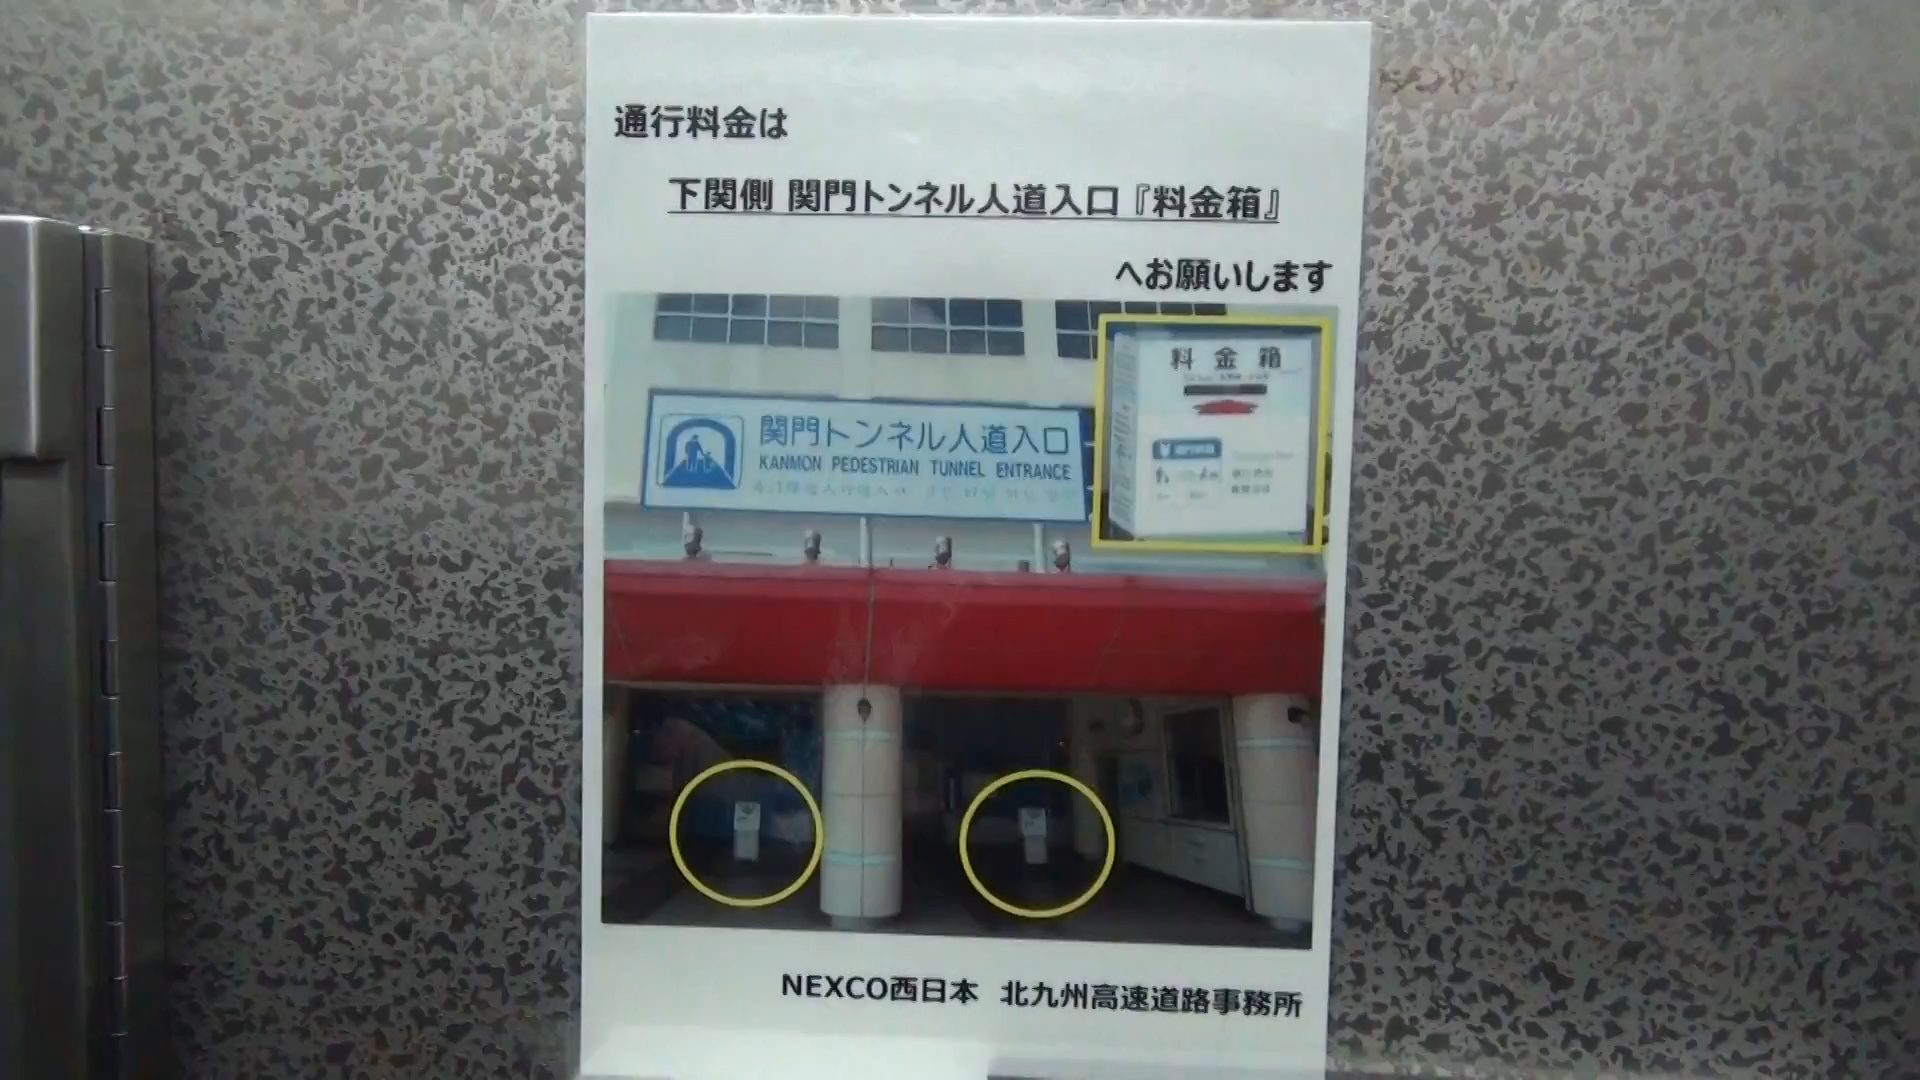 通行料金は
下関側 関門トンネル人道入口『料金箱』
へお願いします
料金箱
関門トンネル人道入口
KANMON PEDESTRIAN TUNNEL ENTRANCE
NEXCO西日本 北九州高速道路事務所